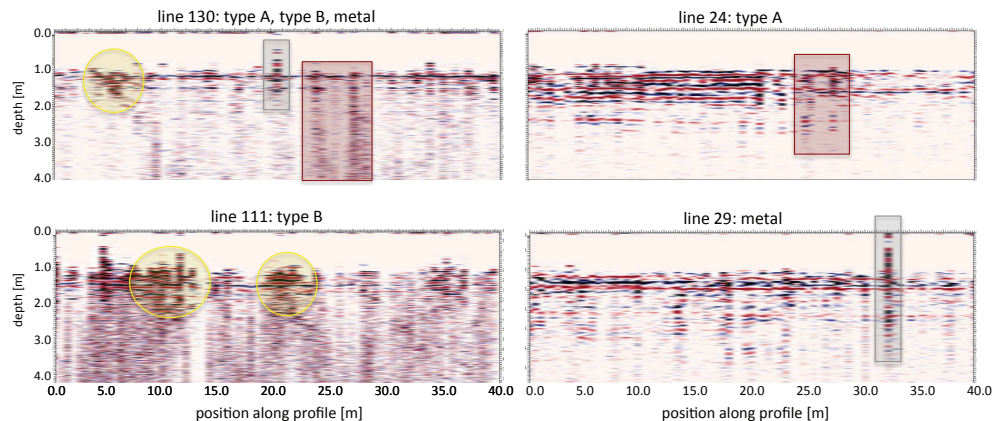 line 130: type A, type B, metal
line 24: type A
0.0
1.0
2.0
3.0
4.0
depth [m]
line 111: type B
line 29: metal
0.0
1.0
2.0
3.0
4.0
depth [m]
0.0 5.0 10.0 15.0 20.0 25.0 30.0 35.0 40.0
0.0 5.0 10.0 15.0 20.0 25.0 30.0 35.0 40.0
position along profile [m]
position along profile [m]